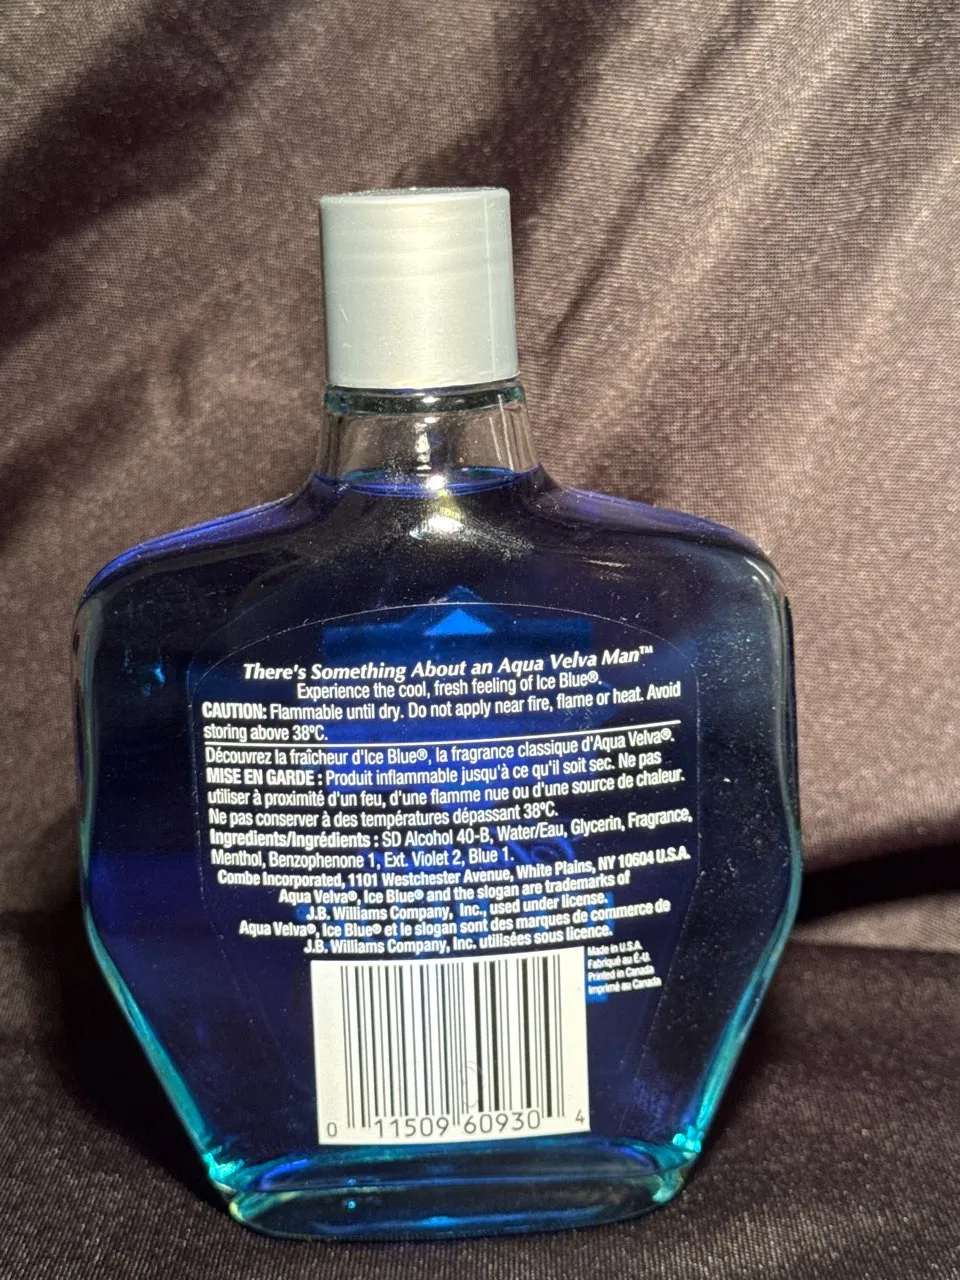 There's Something About an Aqua Velva Man™
Experience the cool, fresh feeling of Ice Blue®.
CAUTION: Flammable until dry. Do not apply near fire, flame or heat. Avoid
storing above 38ºC.
Découvrez la fraîcheur d'Ice Blue®, la fragrance classique d'Aqua Velva®.
MISE EN GARDE : Produit inflammable jusqu'à ce qu'il soit sec. Ne pas
utiliser à proximité d'un feu, d'une flamme nue ou d'une source de chaleur.
Ne pas conserver à des températures dépassant 38ºC.
Ingredients/Ingrédients : SD Alcohol 40-B, Water/Eau, Glycerin, Fragrance,
Menthol, Benzophenone 1, Ext. Violet 2, Blue 1.
Combe Incorporated, 1101 Westchester Avenue, White Plains, NY 10604 U.S.A.
Aqua Velva®, Ice Blue® and the slogan are trademarks of
J.B. Williams Company, Inc., used under license.
Aqua Velva®, Ice Blue® et le slogan sont des marques de commerce de
J.B. Williams Company, Inc. utilisées sous licence.
Made in U.S.A.
Fabriqué au É.-U.
Printed in Canada
Imprimé au Canada
0 11509 60930 4